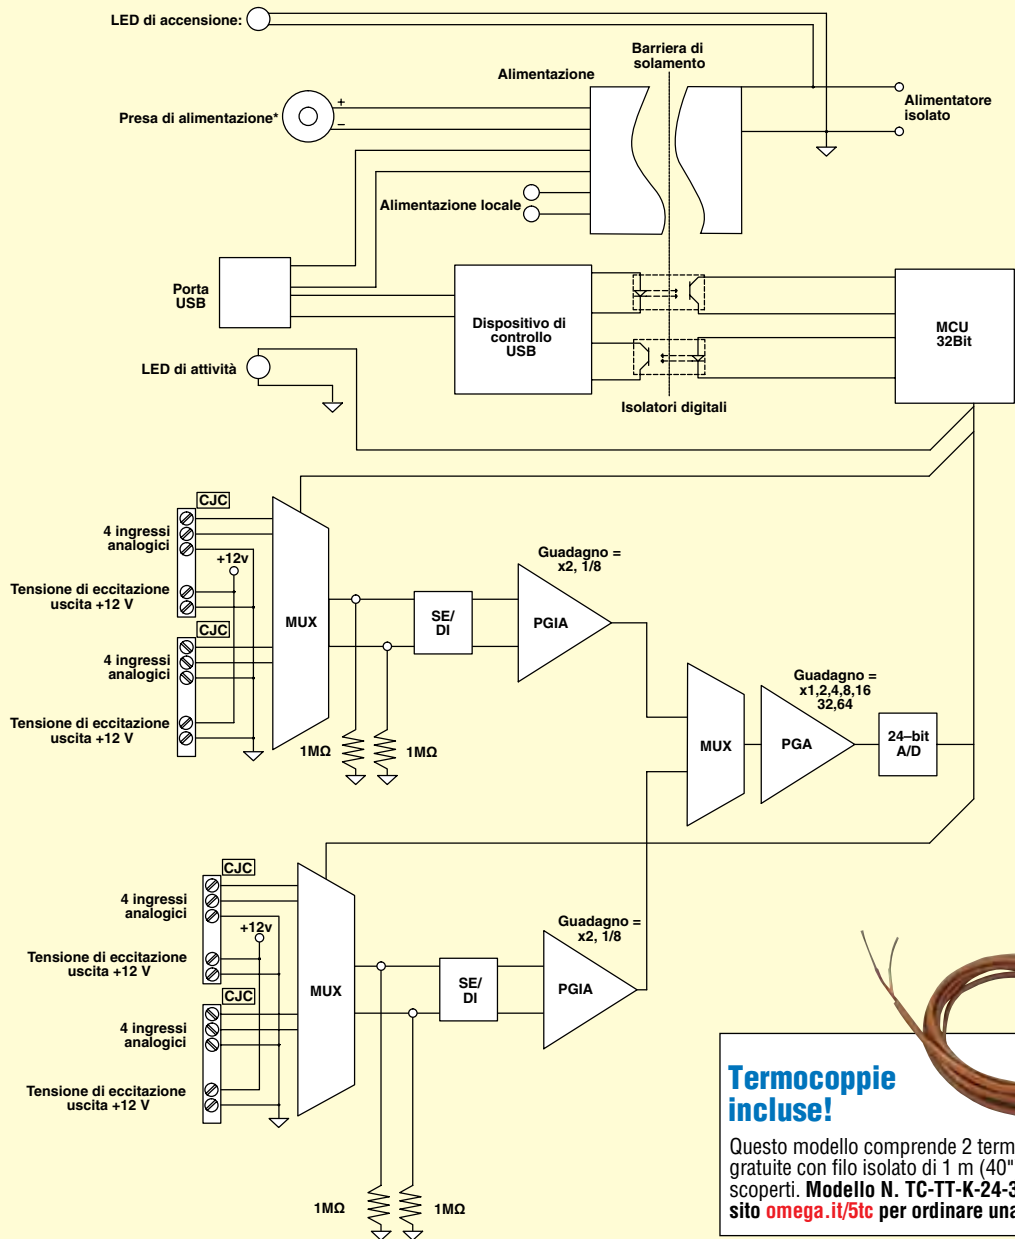 LED di accensione:
Barriera di
solamento
Alimentazione
+
Presa di alimentazione*
–
Alimentatore
isolato
Alimentazione locale
Porta
USB
Dispositivo di
controllo
USB
MCU
32Bit
LED di attività
Isolatori digitali
CJC
4 ingressi
analogici
+12v
Tensione di eccitazione
uscita +12 V
CJC
4 ingressi
analogici
Tensione di eccitazione
uscita +12 V
MUX
1MΩ
1MΩ
SE/
DI
Guadagno =
x2, 1/8
PGIA
MUX
Guadagno =
x1,2,4,8,16
32,64
PGA
24–bit
A/D
CJC
4 ingressi
analogici
+12v
Tensione di eccitazione
uscita +12 V
CJC
4 ingressi
analogici
Tensione di eccitazione
uscita +12 V
MUX
1MΩ
1MΩ
SE/
DI
Guadagno =
x2, 1/8
PGIA
Termocoppie
incluse!
Questo modello comprende 2 term
gratuite con filo isolato di 1 m (40"
scoperti. Modello N. TC-TT-K-24-3
sito omega.it/5tc per ordinare una